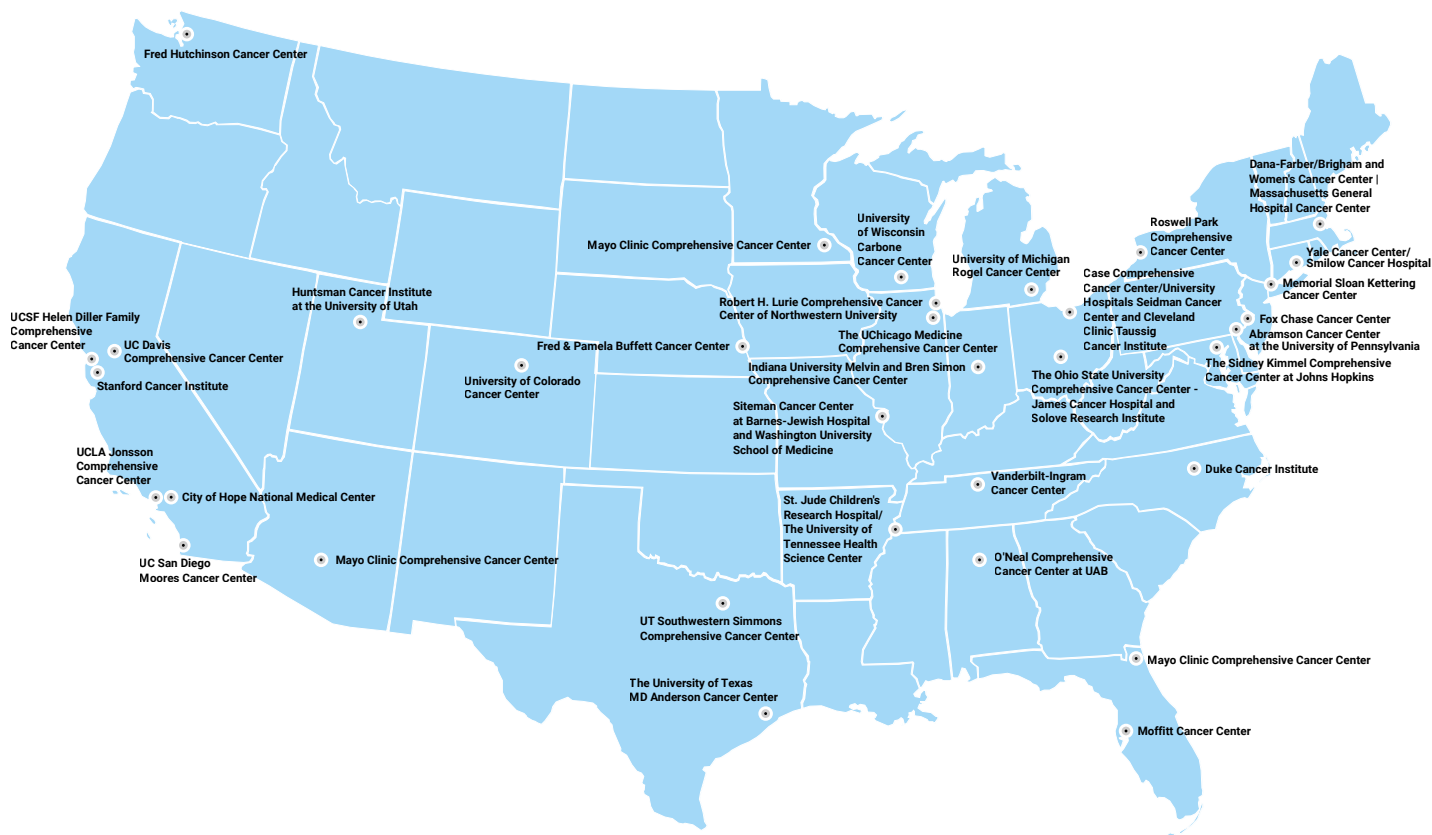 Fred Hutchinson Cancer Center
Dana-Farber/Brigham and
Women's Cancer Center |
Massachusetts General
Hospital Cancer Center
Roswell Park
Comprehensive
Cancer Center
University
of Wisconsin
Carbone
Cancer Center
Mayo Clinic Comprehensive Cancer Center
University of Michigan
Rogel Cancer Center
Yale Cancer Center/
Smilow Cancer Hospital
Case Comprehensive
Cancer Center/University
Hospitals Seidman Cancer
Center and Cleveland
Clinic Taussig
Cancer Institute
Memorial Sloan Kettering
Cancer Center
Huntsman Cancer Institute
at the University of Utah
Robert H. Lurie Comprehensive Cancer
Center of Northwestern University
UCSF Helen Diller Family
Comprehensive
Cancer Center
Fox Chase Cancer Center
Abramson Cancer Center
at the University of Pennsylvania
The UChicago Medicine
Comprehensive Cancer Center
UC Davis
Comprehensive Cancer Center
Fred & Pamela Buffett Cancer Center
The Sidney Kimmel Comprehensive
Cancer Center at Johns Hopkins
Indiana University Melvin and Bren Simon
Comprehensive Cancer Center
Stanford Cancer Institute
University of Colorado
Cancer Center
The Ohio State University
Comprehensive Cancer Center -
James Cancer Hospital and
Solove Research Institute
Siteman Cancer Center
at Barnes-Jewish Hospital
and Washington University
School of Medicine
UCLA Jonsson
Comprehensive
Cancer Center
Duke Cancer Institute
Vanderbilt-Ingram
Cancer Center
City of Hope National Medical Center
St. Jude Children's
Research Hospital/
The University of
Tennessee Health
Science Center
UC San Diego
Moores Cancer Center
Mayo Clinic Comprehensive Cancer Center
O'Neal Comprehensive
Cancer Center at UAB
UT Southwestern Simmons
Comprehensive Cancer Center
Mayo Clinic Comprehensive Cancer Center
The University of Texas
MD Anderson Cancer Center
Moffitt Cancer Center